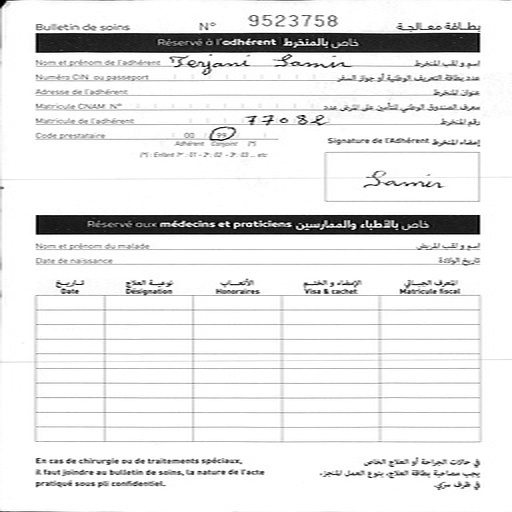 Bulletin de soins N° 9523758 بطاقة معالجة
Réservé à l'adhérent خاص بالمنخرط
Nom et prénom de l'adhérent Terjani Samir اسم و لقب المنخرط
Numéro CIN ou passeport عدد بطاقة التعريف الوطنية أو جواز السفر
Adresse de l'adhérent عنوان المنخرط
Matricule CNAM N° معرف الصندوق الوطني للتأمين على المرض عدد
Matricule de l'adhérent 77082 رقم المنخرط
Code prestataire 00 99 Signature de l'Adhérent إمضاء المنخرط
Adhérent Conjoint (*)
(*) : Enfant 1er : 01 - 2e : 02 - 3e : 03 ... etc
Samir
Réservé aux médecins et praticiens خاص بالأطباء والممارسين
Nom et prénom du malade اسم و لقب المريض
Date de naissance تاريخ الولادة
تاريخ نوعية العلاج الأتعاب الإمضاء و الختم المعرف الجبائي
Date Désignation Honoraires Visa & cachet Matricule fiscal
En cas de chirurgie ou de traitements spéciaux, في حالات الجراحة أو العلاج الخاص
il faut joindre au bulletin de soins, la nature de l'acte يجب مصاحبة بطاقة العلاج، بنوع العمل المنجز،
pratiqué sous pli confidentiel. في ظرف سري.